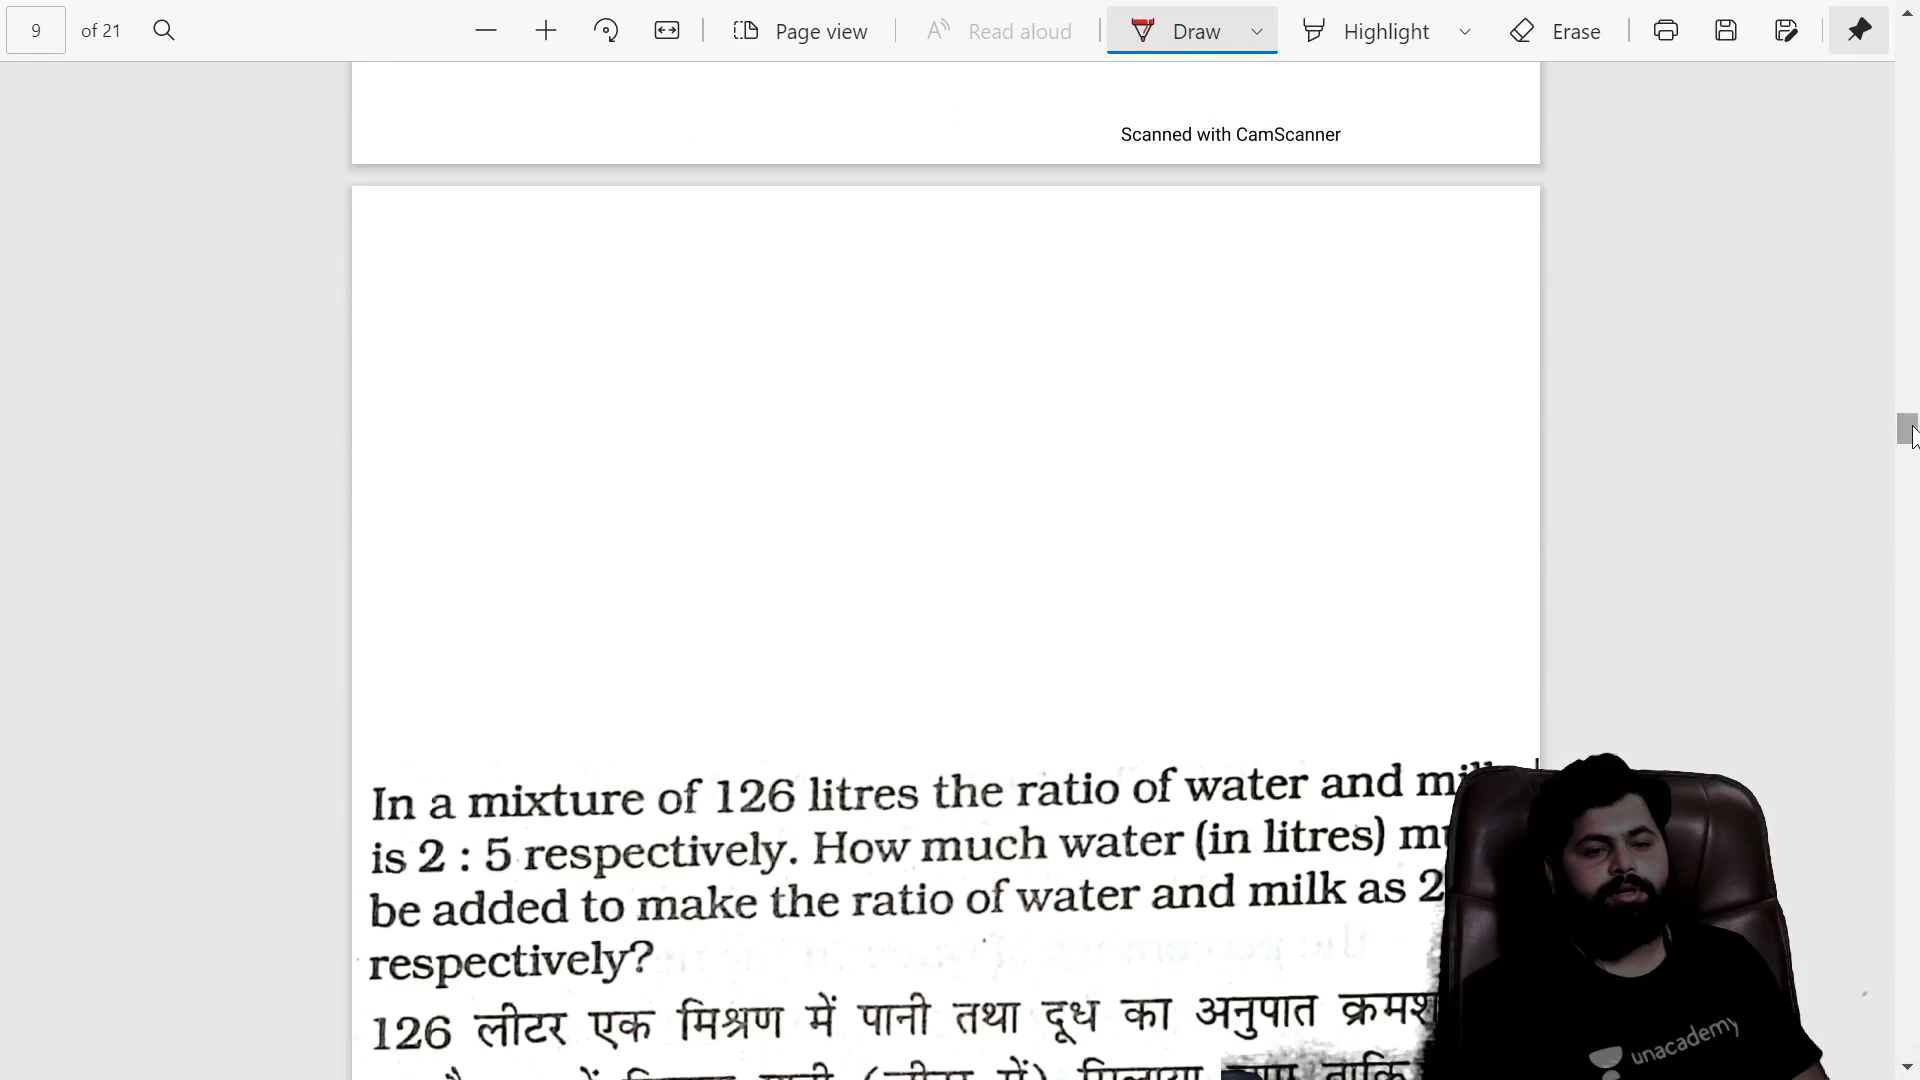 9 of 21 Page view Read aloud Draw Highlight Erase
Scanned with CamScanner
In a mixture of 126 litres the ratio of water and
is 2 : 5 respectively. How much water (in litres)
be added to make the ratio of water and milk as 2
respectively?
126 लीटर एक मिश्रण में पानी तथा दूध का अनुपात
unacademy